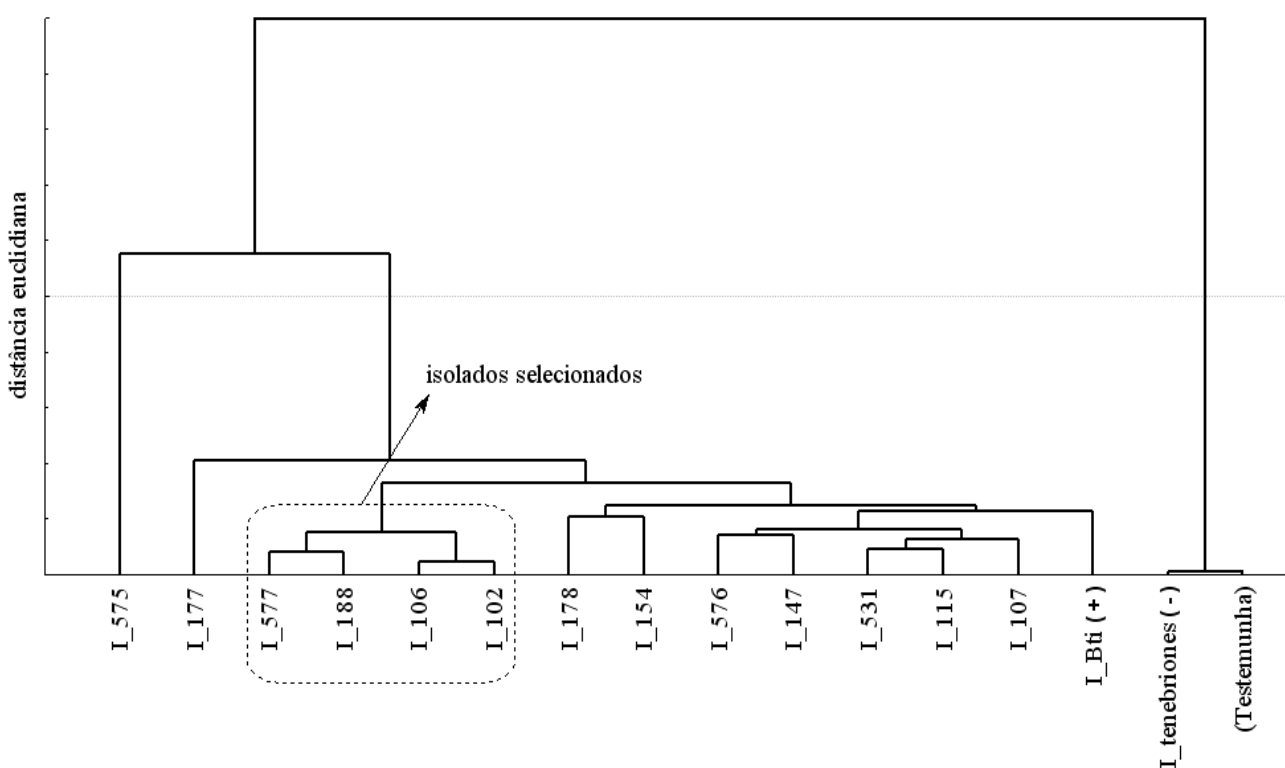 distância euclidiana
isolados selecionados
I_575
I_177
I_577
I_188
I_106
I_102
I_178
I_154
I_576
I_147
I_531
I_115
I_107
I_Bti (+)
I_tenebriones (-)
(Testemunha)